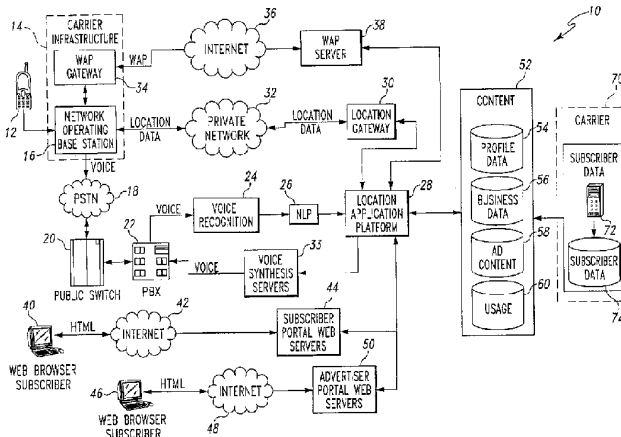 10
14
CARRIER
INFRASTRUCTURE
WAP
GATEWAY
34
WAP
36
INTERNET
38
WAP
SERVER
12
NETWORK
OPERATING
BASE STATION
16
LOCATION
DATA
32
PRIVATE
NETWORK
LOCATION
DATA
30
LOCATION
GATEWAY
VOICE
18
PSTN
20
PUBLIC SWITCH
22
PBX
VOICE
24
VOICE
RECOGNITION
26
NLP
28
LOCATION
APPLICATION
PLATFORM
33
VOICE
SYNTHESIS
SERVERS
VOICE
40
WEB BROWSER
SUBSCRIBER
HTML
42
INTERNET
44
SUBSCRIBER
PORTAL WEB
SERVERS
46
WEB BROWSER
SUBSCRIBER
HTML
INTERNET
48
50
ADVERTISER
PORTAL WEB
SERVERS
52
CONTENT
54
PROFILE
DATA
56
BUSINESS
DATA
58
AD
CONTENT
60
USAGE
70
CARRIER
SUBSCRIBER
DATA
72
SUBSCRIBER
DATA
74